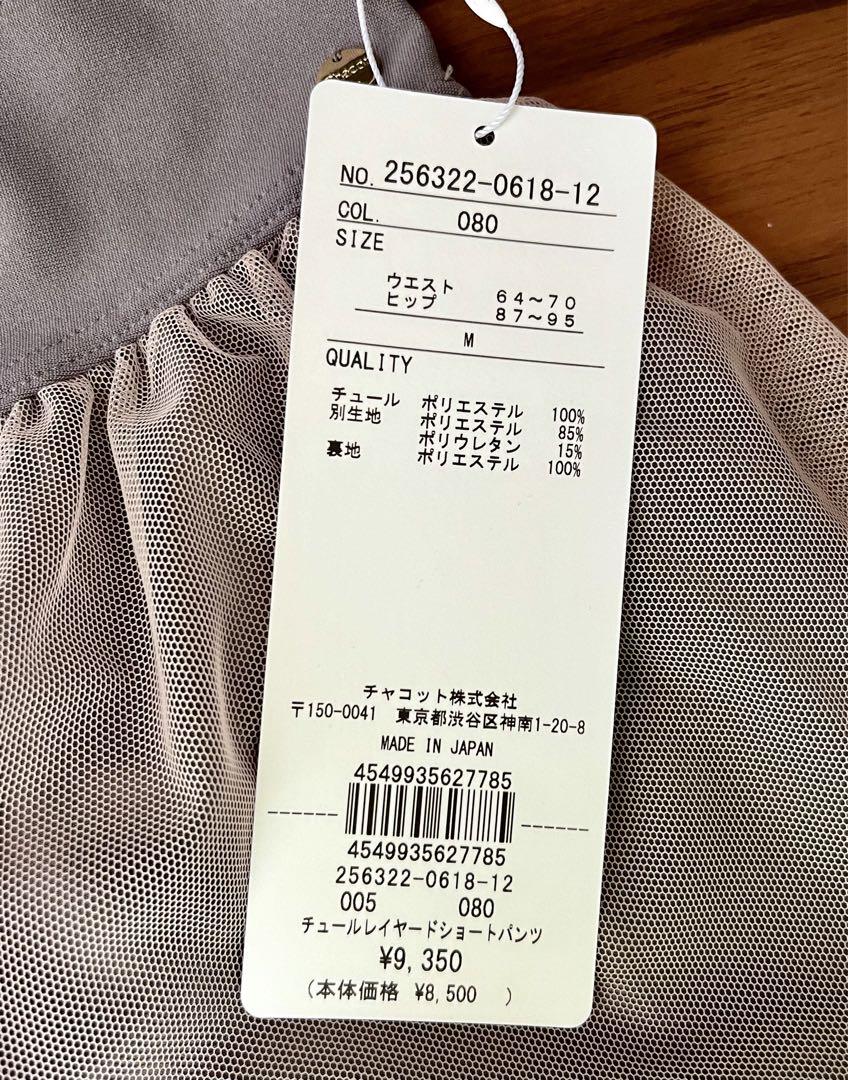 NO. 256322-0618-12
COL. 080
SIZE
ウエスト 64～70
ヒップ 87～95
M
QUALITY
チュール ポリエステル 100%
別生地 ポリエステル 85%
ポリウレタン 15%
裏地 ポリエステル 100%
チャコット株式会社
〒150-0041 東京都渋谷区神南1-20-8
MADE IN JAPAN
4549935627785
4549935627785
256322-0618-12
005 080
チュールレイヤードショートパンツ
¥9,350
(本体価格 ¥8,500 )